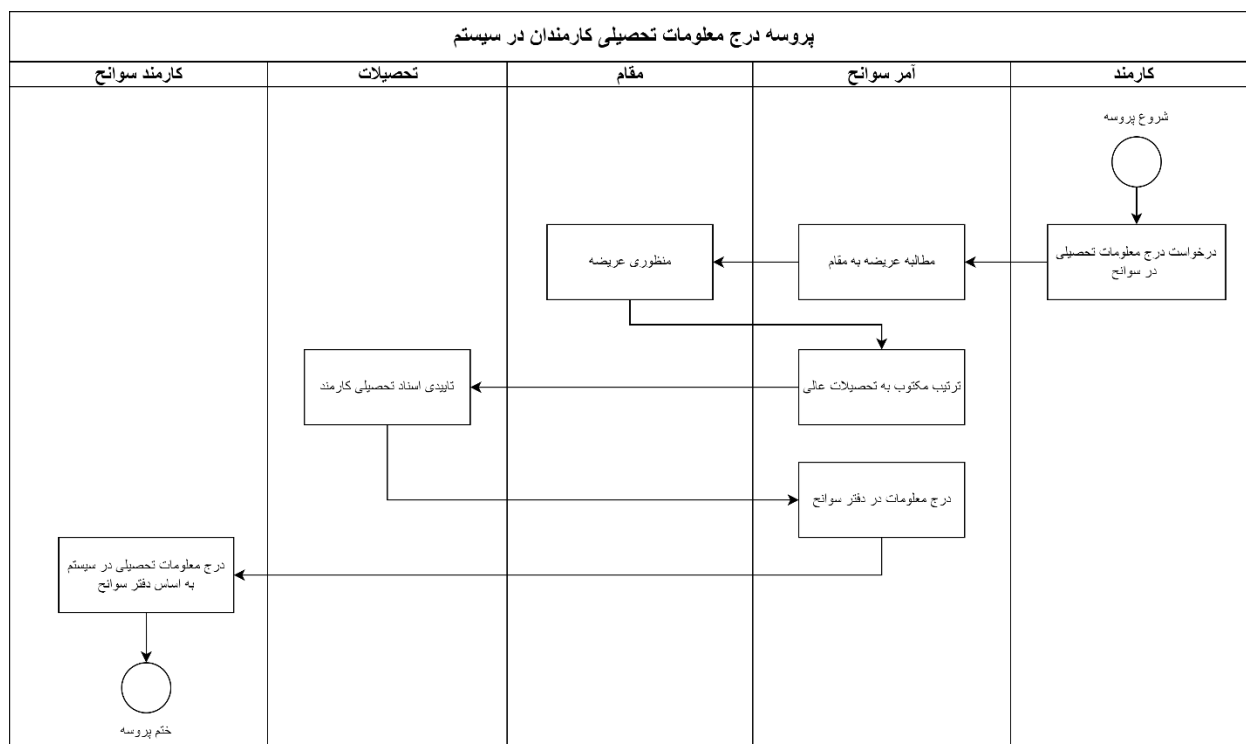 پروسه درج معلومات تحصیلی کارمندان در سیستم
کارمند
آمر سوانح
مقام
تحصیلات
کارمند سوانح
شروع پروسه
درخواست درج معلومات تحصیلی
در سوانح
مطالبه عریضه به مقام
منظوری عریضه
ترتیب مکتوب به تحصیلات عالی
تاییدی اسناد تحصیلی کارمند
درج معلومات در دفتر سوانح
درج معلومات تحصیلی در سیستم
به اساس دفتر سوانح
ختم پروسه